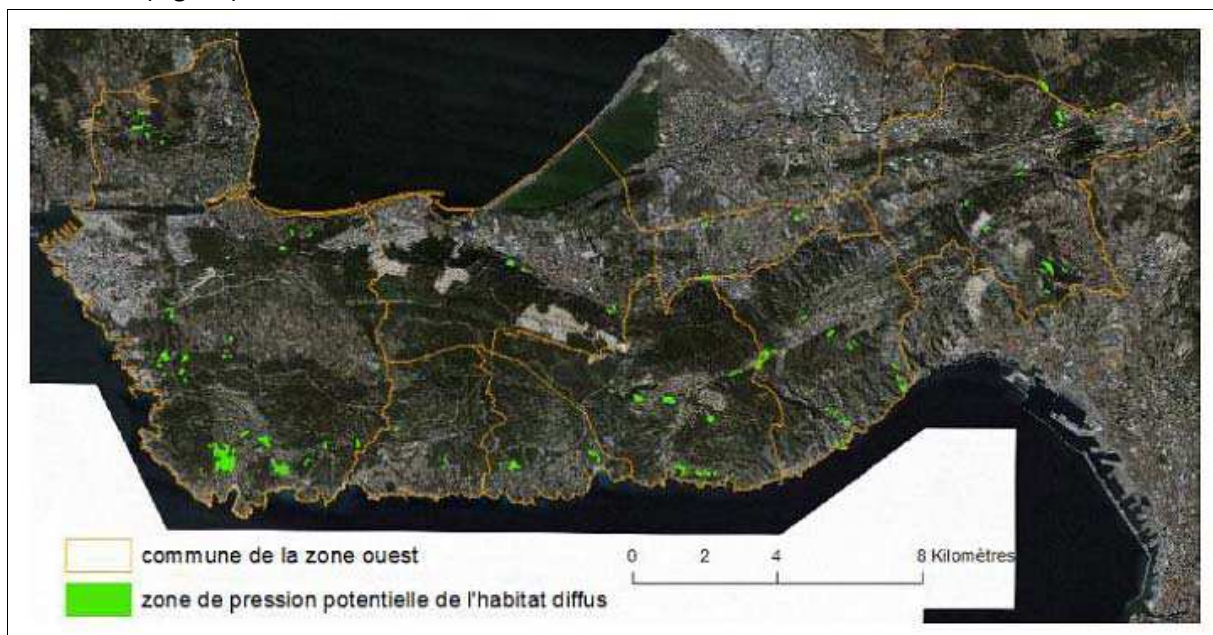 commune de la zone ouest
0 2 4 8 Kilomètres
zone de pression potentielle de l'habitat diffus